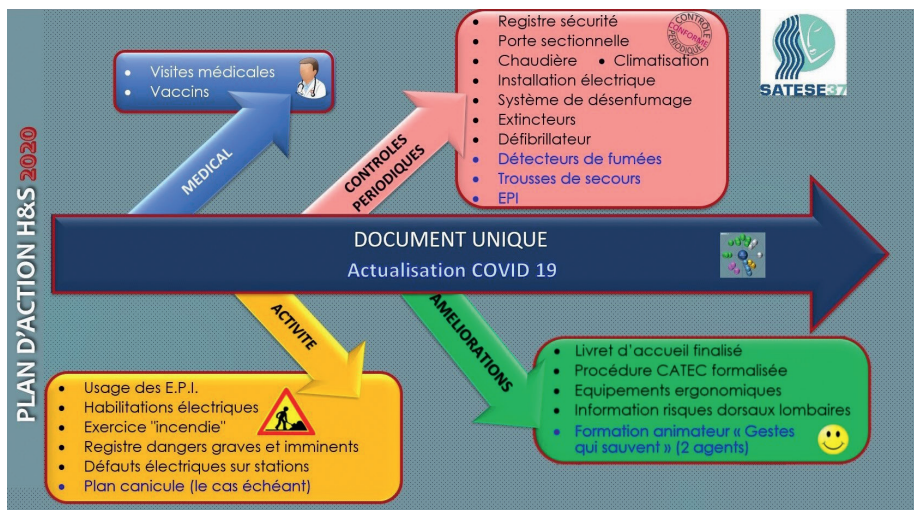 PLAN D'ACTION H&S 2020
MEDICAL
• Visites médicales
• Vaccins
CONTROLES
PERIODIQUES
• Registre sécurité
• Porte sectionnelle
• Chaudière • Climatisation
• Installation électrique
• Système de désenfumage
• Extincteurs
• Défibrillateur
• Détecteurs de fumées
• Trousses de secours
• EPI
CONTRÔLE
CONFORME
PÉRIODIQUE
SATESE37
DOCUMENT UNIQUE
Actualisation COVID 19
ACTIVITE
• Usage des E.P.I.
• Habilitations électriques
• Exercice "incendie"
• Registre dangers graves et imminents
• Défauts électriques sur stations
• Plan canicule (le cas échéant)
AMELIORATIONS
• Livret d'accueil finalisé
• Procédure CATEC formalisée
• Equipements ergonomiques
• Information risques dorsaux lombaires
• Formation animateur « Gestes
qui sauvent » (2 agents)